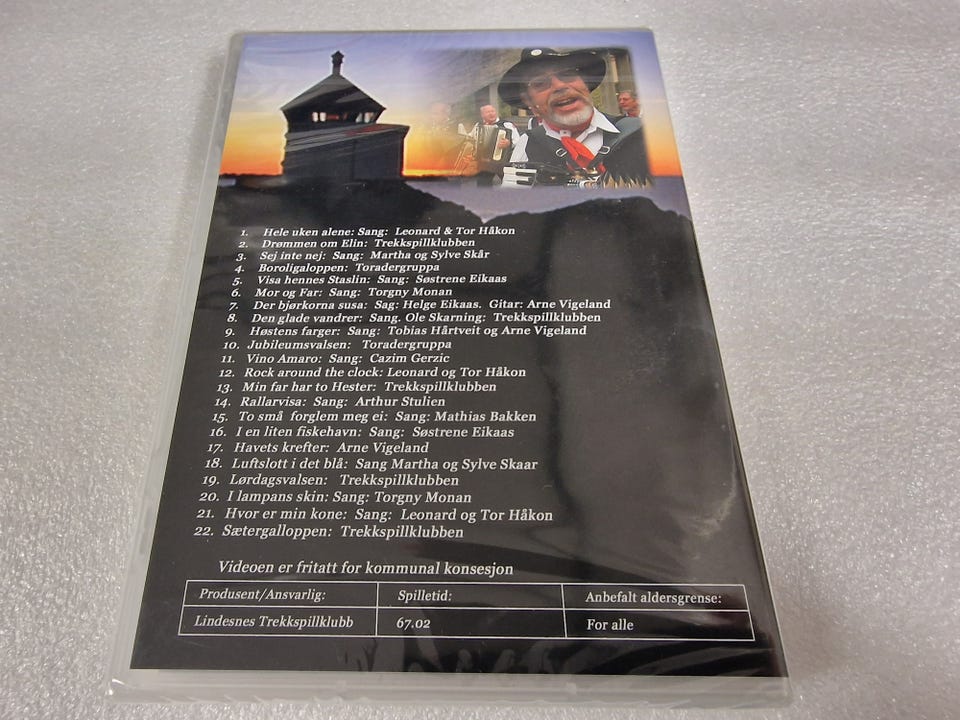 1. Hele uken alene: Sang: Leonard & Tor Håkon
2. Drømmen om Elin: Trekkspillklubben
3. Sej inte nej: Sang: Martha og Sylve Skår
4. Boroligaloppen: Toradergruppa
5. Visa hennes Staslin: Sang: Søstrene Eikaas
6. Mor og Far: Sang: Torgny Monan
7. Der bjørkorna susa: Sag: Helge Eikaas. Gitar: Arne Vigeland
8. Den glade vandrer: Sang. Ole Skarning: Trekkspillklubben
9. Høstens farger: Sang: Tobias Hårtveit og Arne Vigeland
10. Jubileumsvalsen: Toradergruppa
11. Vino Amaro: Sang: Cazim Gerzic
12. Rock around the clock: Leonard og Tor Håkon
13. Min far har to Hester: Trekkspillklubben
14. Rallarvisa: Sang: Arthur Stulien
15. To små forglem meg ei: Sang: Mathias Bakken
16. I en liten fiskehavn: Sang: Søstrene Eikaas
17. Havets krefter: Arne Vigeland
18. Luftslott i det blå: Sang Martha og Sylve Skaar
19. Lørdagsvalsen: Trekkspillklubben
20. I lampans skin: Sang: Torgny Monan
21. Hvor er min kone: Sang: Leonard og Tor Håkon
22. Sætergalloppen: Trekkspillklubben
Videoen er fritatt for kommunal konsesjon
Produsent/Ansvarlig: Spilletid: Anbefalt aldersgrense:
Lindesnes Trekkspillklubb 67.02 For alle